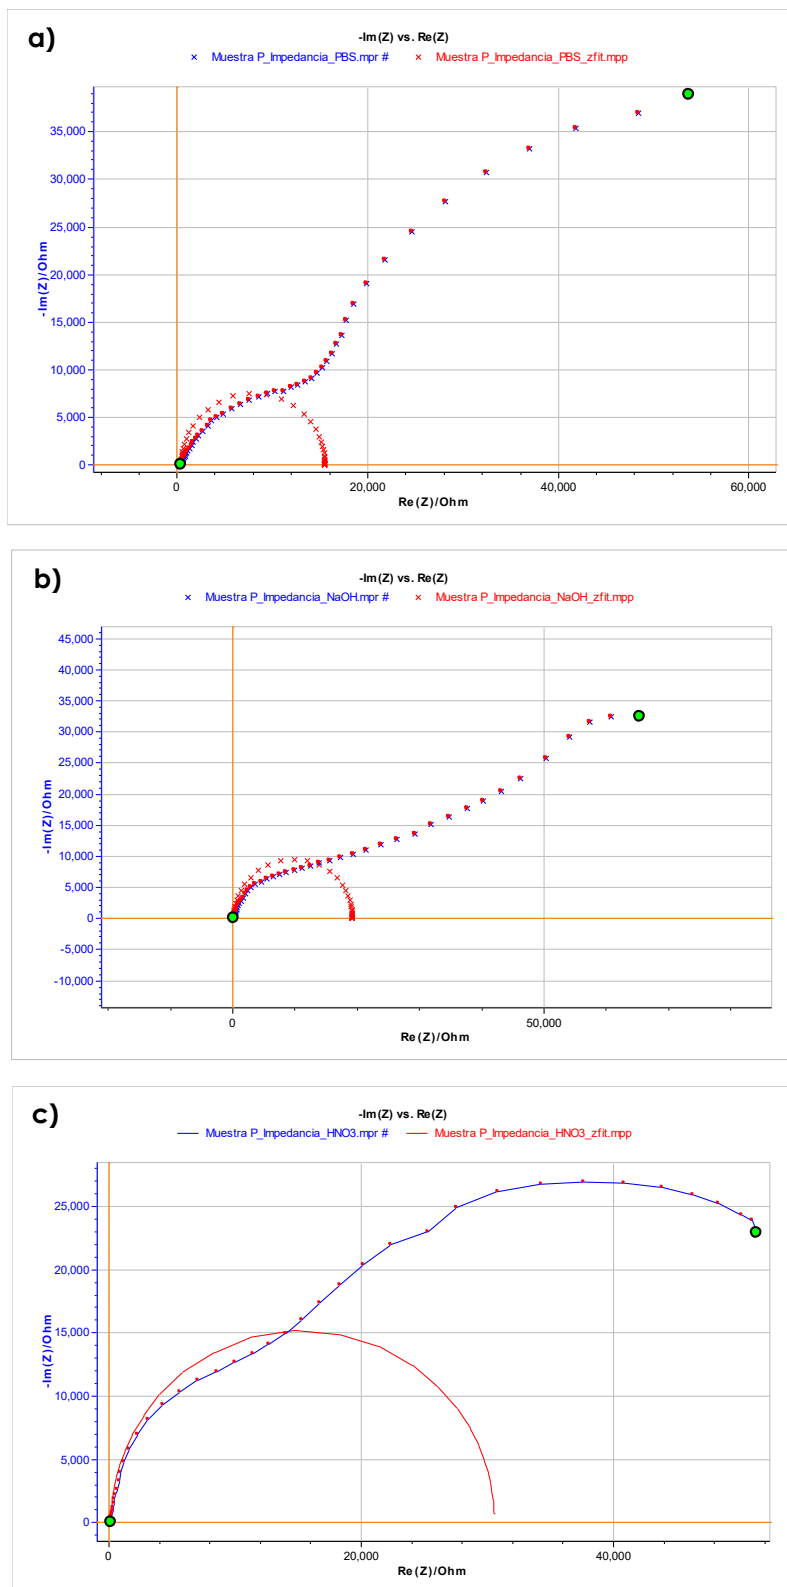 a)
-Im(Z) vs. Re(Z)
× Muestra P_Impedancia_PBS.mpr # × Muestra P_Impedancia_PBS_zfit.mpp
-Im(Z)/Ohm
35,000
30,000
25,000
20,000
15,000
10,000
5,000
0
0 20,000 40,000 60,000
Re(Z)/Ohm
b)
-Im(Z) vs. Re(Z)
× Muestra P_Impedancia_NaOH.mpr # × Muestra P_Impedancia_NaOH_zfit.mpp
-Im(Z)/Ohm
45,000
40,000
35,000
30,000
25,000
20,000
15,000
10,000
5,000
0
-5,000
-10,000
0 50,000
Re(Z)/Ohm
c)
-Im(Z) vs. Re(Z)
Muestra P_Impedancia_HNO3.mpr # Muestra P_Impedancia_HNO3_zfit.mpp
-Im(Z)/Ohm
25,000
20,000
15,000
10,000
5,000
0
0 20,000 40,000
Re(Z)/Ohm